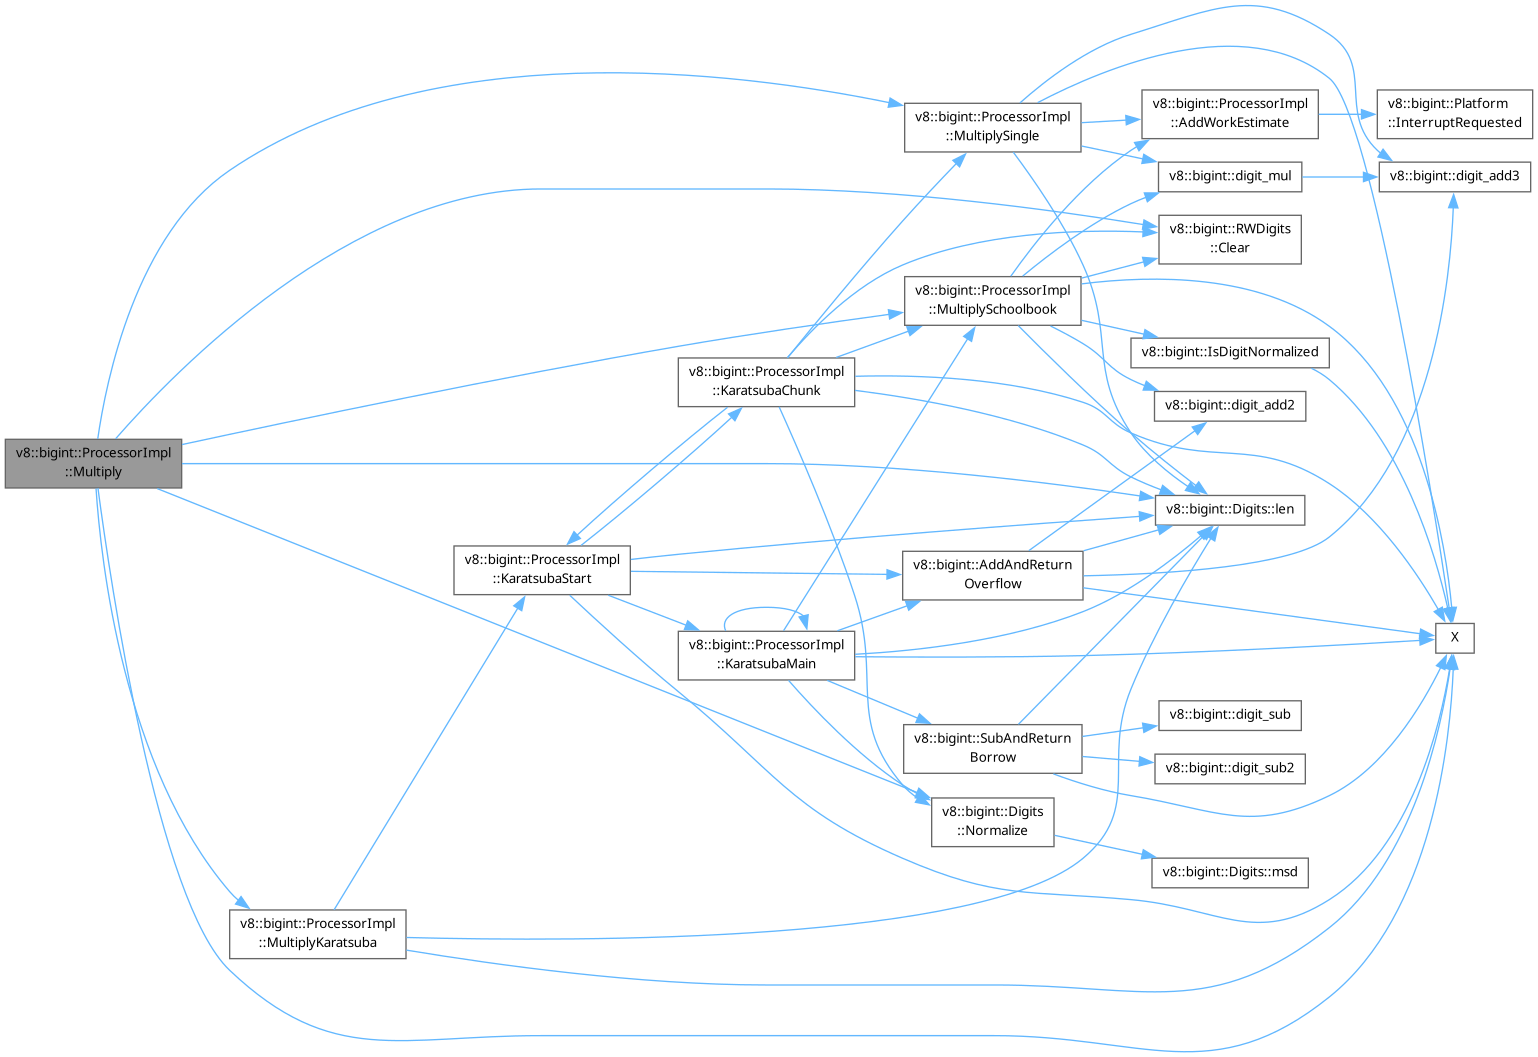 v8::bigint::ProcessorImpl
::Multiply
v8::bigint::ProcessorImpl
::MultiplyKaratsuba
v8::bigint::ProcessorImpl
::KaratsubaStart
v8::bigint::ProcessorImpl
::KaratsubaChunk
v8::bigint::ProcessorImpl
::KaratsubaMain
v8::bigint::ProcessorImpl
::MultiplySingle
v8::bigint::ProcessorImpl
::MultiplySchoolbook
v8::bigint::AddAndReturn
Overflow
v8::bigint::SubAndReturn
Borrow
v8::bigint::Digits
::Normalize
v8::bigint::ProcessorImpl
::AddWorkEstimate
v8::bigint::digit_mul
v8::bigint::RWDigits
::Clear
v8::bigint::IsDigitNormalized
v8::bigint::digit_add2
v8::bigint::Digits::len
v8::bigint::digit_sub
v8::bigint::digit_sub2
v8::bigint::Digits::msd
v8::bigint::Platform
::InterruptRequested
v8::bigint::digit_add3
X